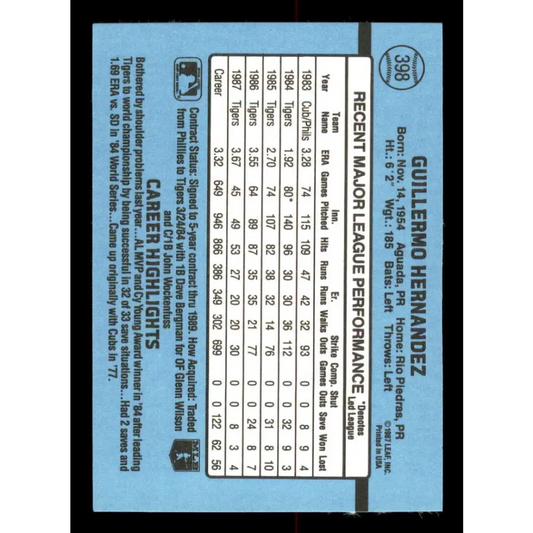 398
GUILLERMO HERNANDEZ
Born: Nov. 14, 1954 Aguada, PR Home: Rio Piedras, PR
Ht.: 6' 2" Wgt.: 185 Bats: Left Throws: Left
© 1987 LEAF, INC.
Printed in USA
RECENT MAJOR LEAGUE PERFORMANCE
*Denotes
Led League
Team Inn. Er. Strike Comp. Shut
Year Name ERA Games Pitched Hits Runs Runs Walks Outs Games Outs Save Won Lost
1983 Cub/Phils 3.28 74 115 109 47 42 32 93 0 0 8 9 4
1984 Tigers 1.92 80* 140 96 30 30 36 112 0 0 32 9 3
1985 Tigers 2.70 74 107 82 38 32 14 76 0 0 31 8 10
1986 Tigers 3.55 64 89 87 35 35 21 77 0 0 24 8 7
1987 Tigers 3.67 45 49 53 27 20 20 30 0 0 8 3 4
Career 3.32 649 946 866 386 349 302 699 0 0 122 62 56
Contract Status: Signed to 5-year contract thru 1989. How Acquired: Traded
from Phillies to Tigers 3/24/84 with 1B Dave Bergman for OF Glenn Wilson
and C/1B John Wockenfuss
CAREER HIGHLIGHTS
Bothered by shoulder problems last year...AL MVP and Cy Young Award winner in '84 after leading
Tigers to world championship by being successful in 32 of 33 save situations...Had 2 saves and
1.69 ERA vs. SD in '84 World Series...Came up originally with Cubs in '77.